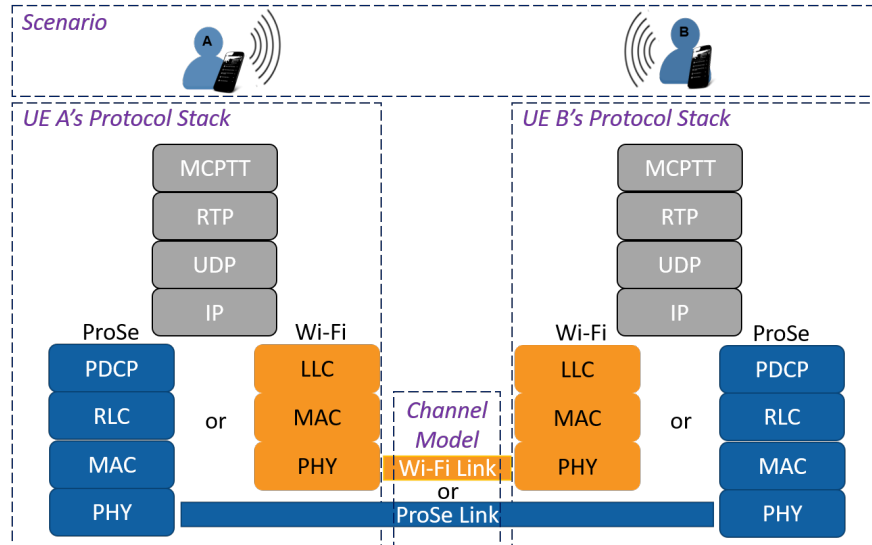 Scenario
A
B
UE A's Protocol Stack
MCPTT
RTP
UDP
IP
ProSe
Wi-Fi
PDCP
RLC
MAC
PHY
or
LLC
MAC
PHY
Channel
Model
Wi-Fi Link
or
ProSe Link
UE B's Protocol Stack
MCPTT
RTP
UDP
IP
Wi-Fi
ProSe
LLC
MAC
PHY
or
PDCP
RLC
MAC
PHY